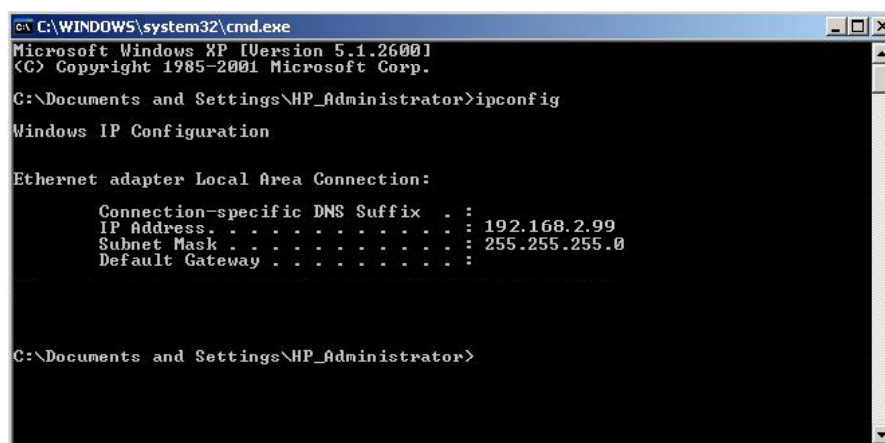 C:\WINDOWS\system32\cmd.exe
Microsoft Windows XP [Version 5.1.2600]
(C) Copyright 1985-2001 Microsoft Corp.
C:\Documents and Settings\HP_Administrator>ipconfig
Windows IP Configuration
Ethernet adapter Local Area Connection:
Connection-specific DNS Suffix . :
IP Address. . . . . . . . . . . . : 192.168.2.99
Subnet Mask . . . . . . . . . . . : 255.255.255.0
Default Gateway . . . . . . . . . :
C:\Documents and Settings\HP_Administrator>